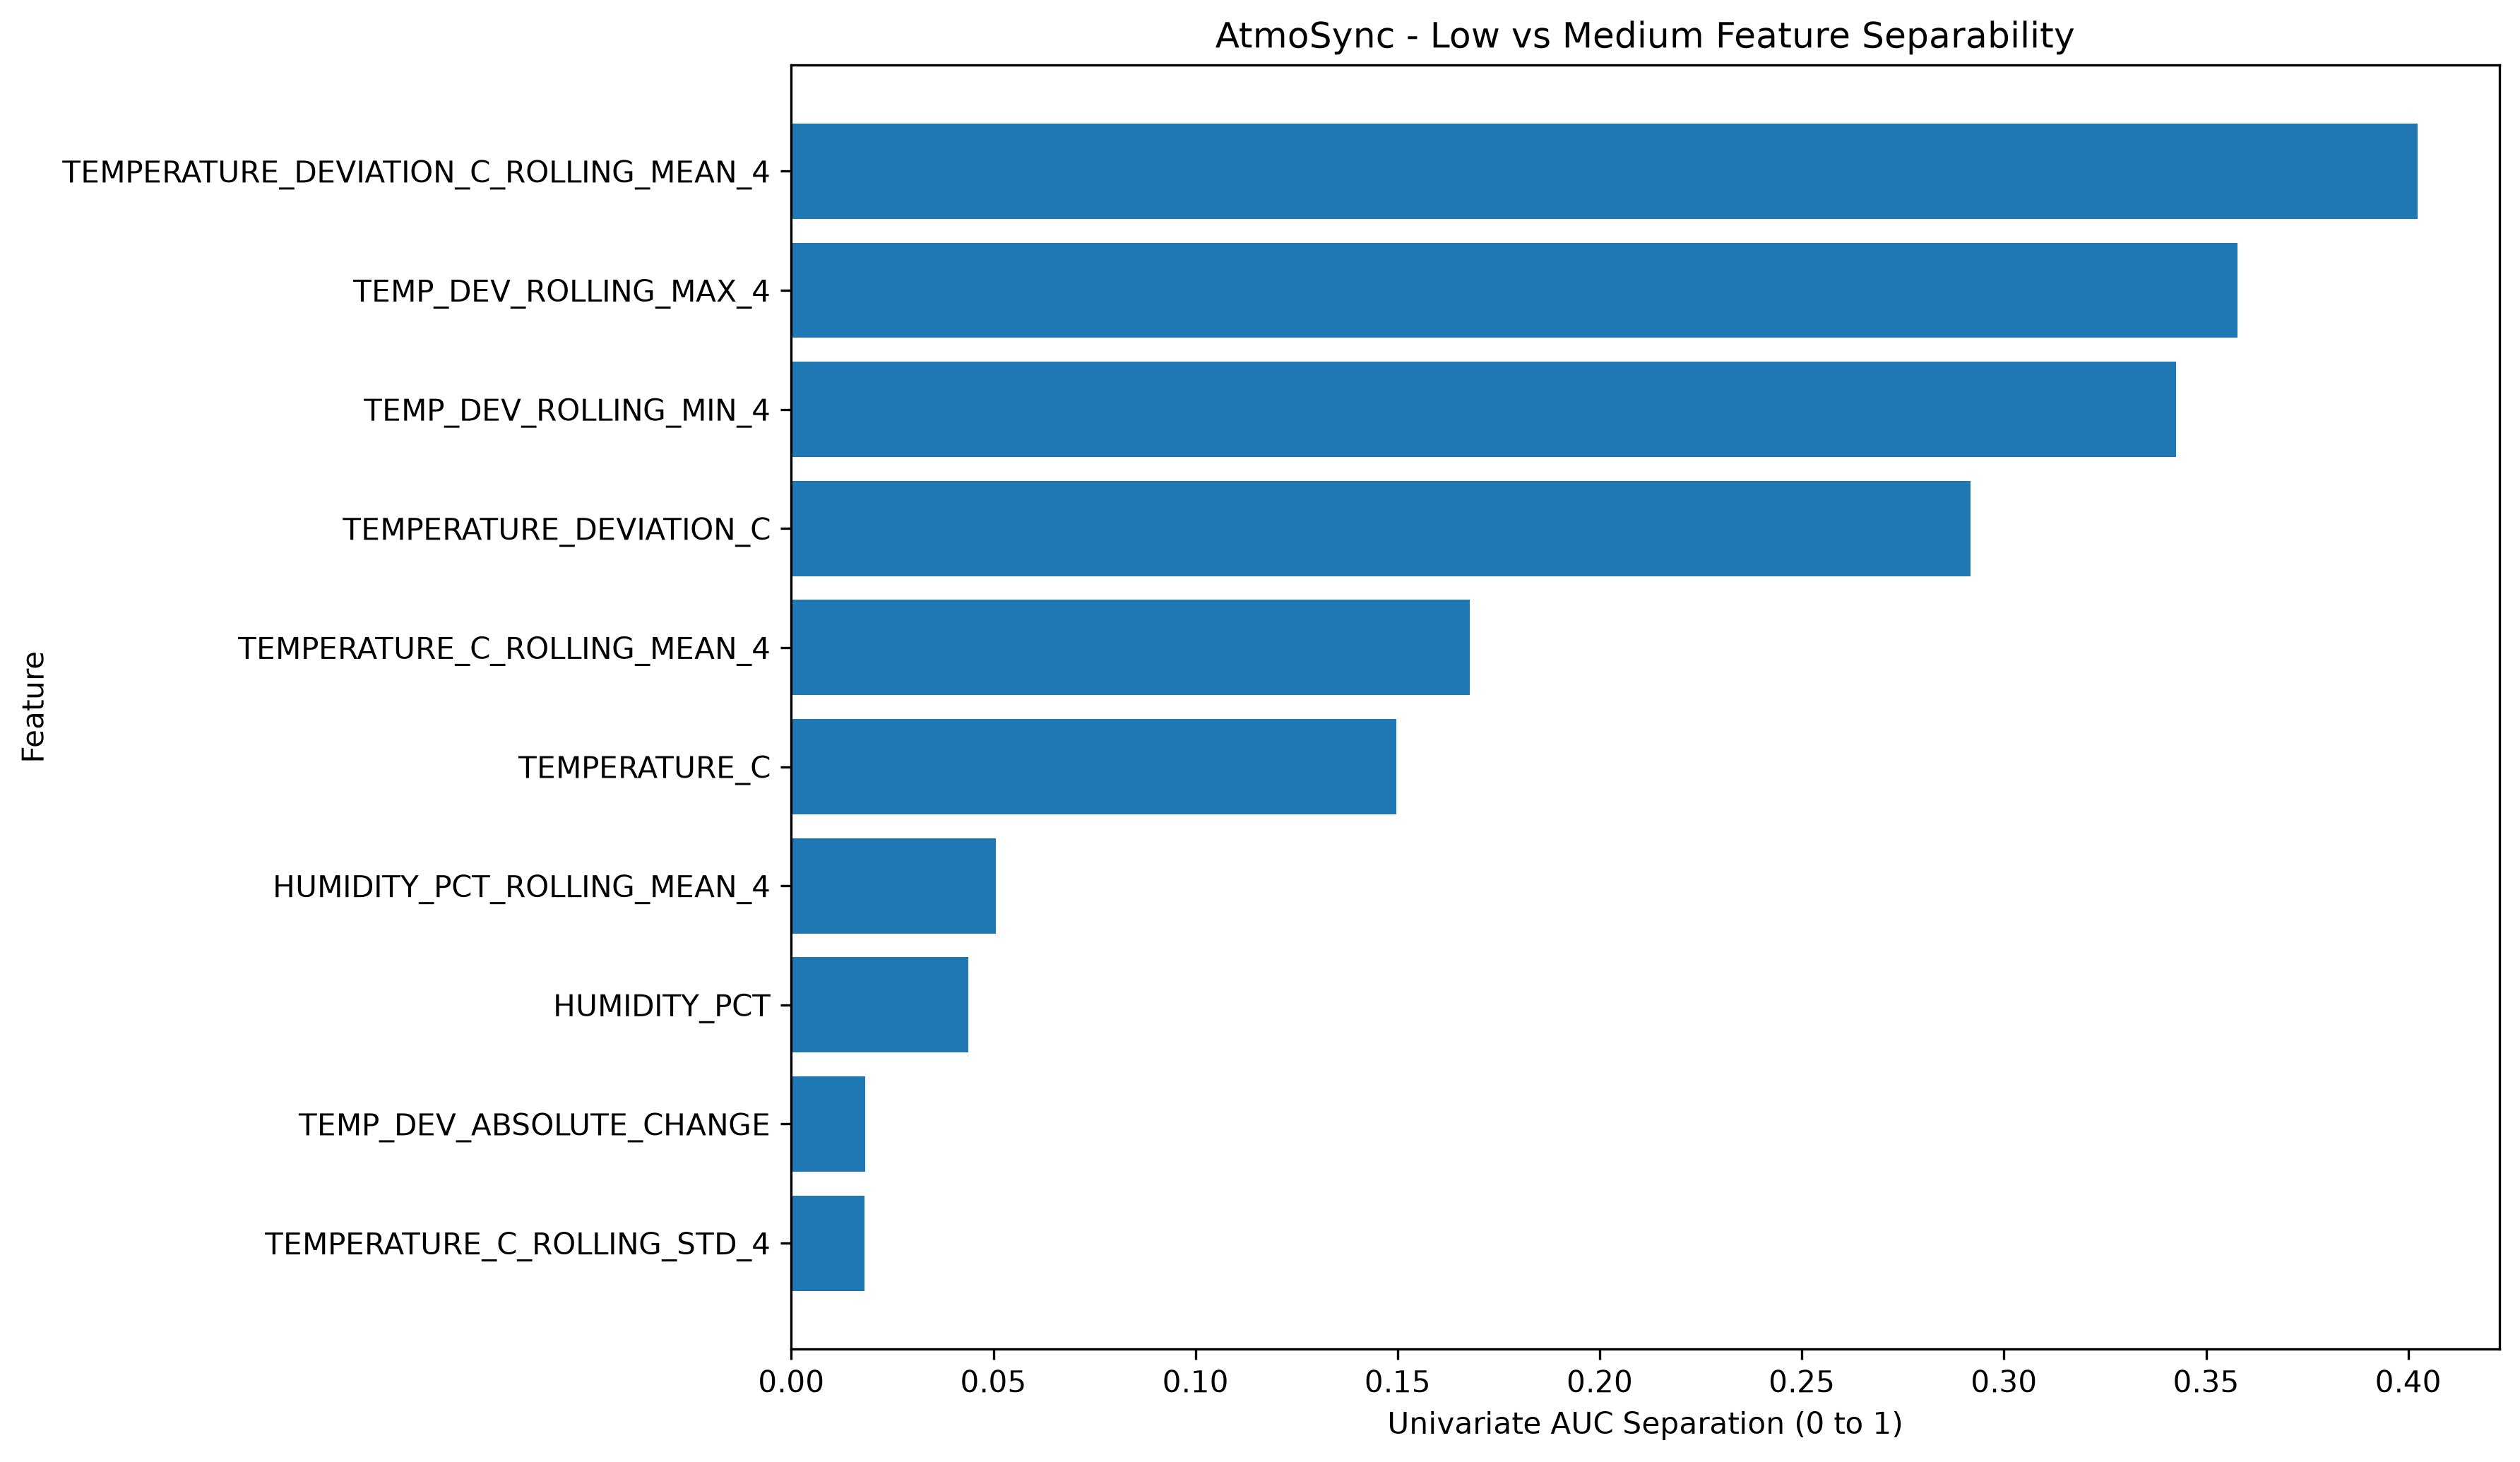 AtmoSync - Low vs Medium Feature Separability
TEMPERATURE_DEVIATION_C_ROLLING_MEAN_4
TEMP_DEV_ROLLING_MAX_4
TEMP_DEV_ROLLING_MIN_4
TEMPERATURE_DEVIATION_C
TEMPERATURE_C_ROLLING_MEAN_4
TEMPERATURE_C
HUMIDITY_PCT_ROLLING_MEAN_4
HUMIDITY_PCT
TEMP_DEV_ABSOLUTE_CHANGE
TEMPERATURE_C_ROLLING_STD_4
Feature
0.00 0.05 0.10 0.15 0.20 0.25 0.30 0.35 0.40
Univariate AUC Separation (0 to 1)